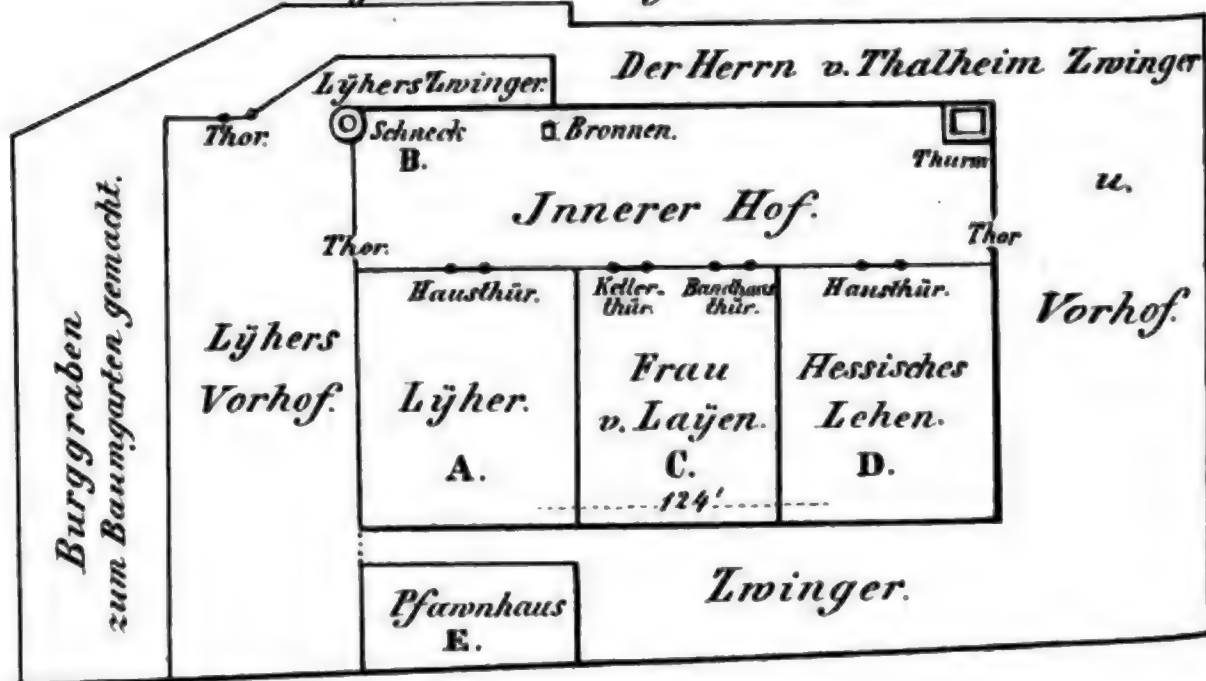 Der Herrn v. Thalheim Zwinger
Lÿhers Zwinger.
Thor.
Schneck
B.
Bronnen.
Thurm
u.
Innerer Hof.
Thor.
Thor
Hausthür.
Keller-
thür.
Bandhaus
thür.
Hausthür.
Vorhof.
Burggraben
zum Baumgarten gemacht.
Lÿhers
Vorhof.
Lÿher.
A.
Frau
v. Laÿen.
C.
Hessisches
Lehen.
D.
124'
Zwinger.
Pfawnhaus
E.